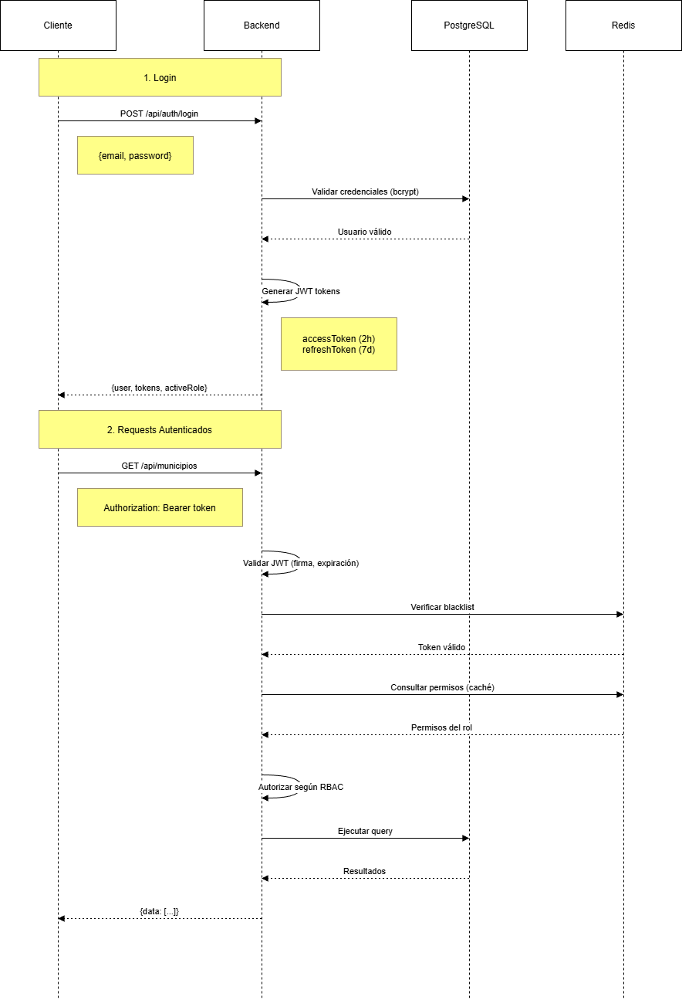 Cliente
Backend
PostgreSQL
Redis
1. Login
POST /api/auth/login
{email, password}
Validar credenciales (bcrypt)
Usuario válido
Generar JWT tokens
accessToken (2h)
refreshToken (7d)
{user, tokens, activeRole}
2. Requests Autenticados
GET /api/municipios
Authorization: Bearer token
Validar JWT (firma, expiración)
Verificar blacklist
Token válido
Consultar permisos (caché)
Permisos del rol
Autorizar según RBAC
Ejecutar query
Resultados
{data: [...]}